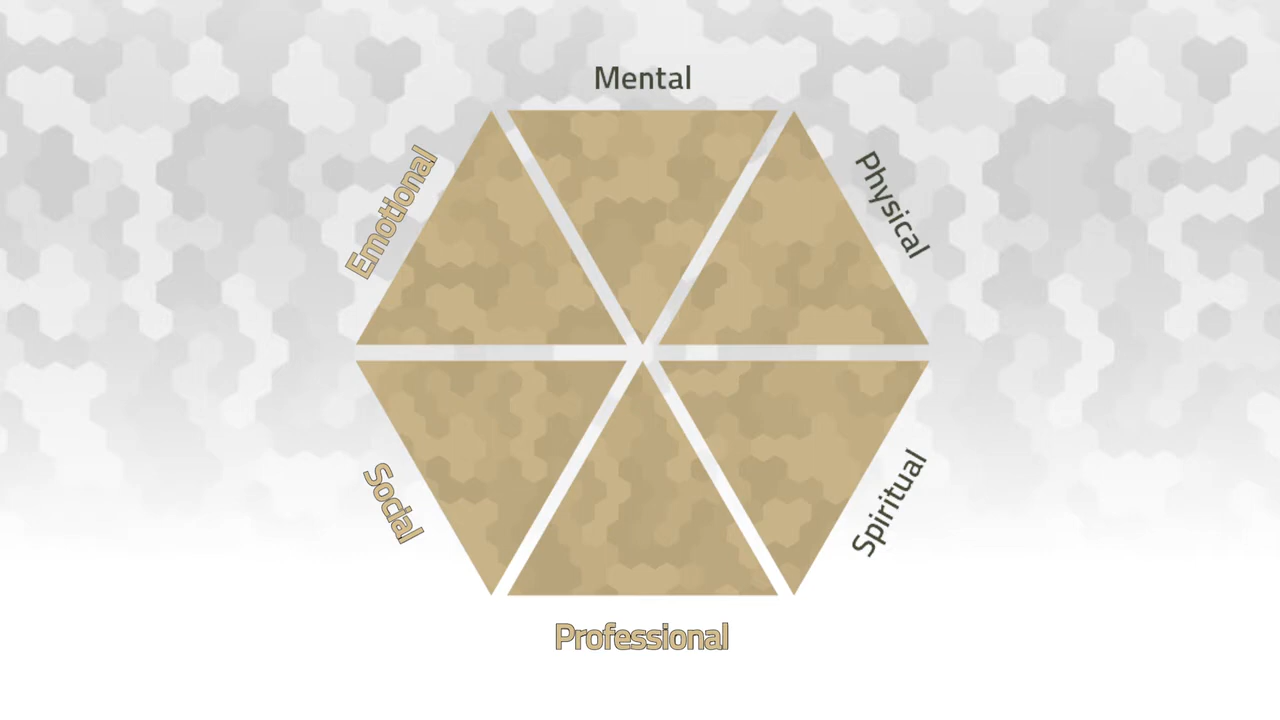 Mental
Physical
Emotional
Spiritual
Social
Professional